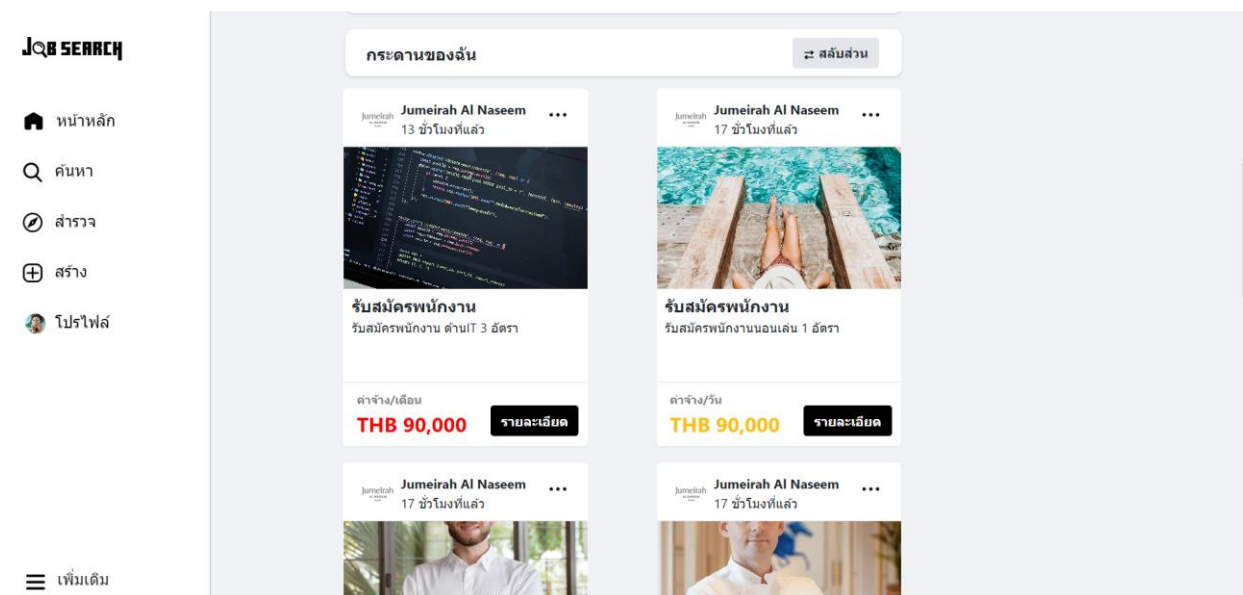 JOB SEARCH
หน้าหลัก
ค้นหา
สำรวจ
สร้าง
โปรไฟล์
เพิ่มเติม
กระดานของฉัน
สลับส่วน
Jumeirah
Jumeirah Al Naseem
13 ชั่วโมงที่แล้ว
รับสมัครพนักงาน
รับสมัครพนักงาน ด้านIT 3 อัตรา
ค่าจ้าง/เดือน
THB 90,000
รายละเอียด
Jumeirah
Jumeirah Al Naseem
17 ชั่วโมงที่แล้ว
รับสมัครพนักงาน
รับสมัครพนักงานนอนเล่น 1 อัตรา
ค่าจ้าง/วัน
THB 90,000
รายละเอียด
Jumeirah
Jumeirah Al Naseem
17 ชั่วโมงที่แล้ว
Jumeirah
Jumeirah Al Naseem
17 ชั่วโมงที่แล้ว